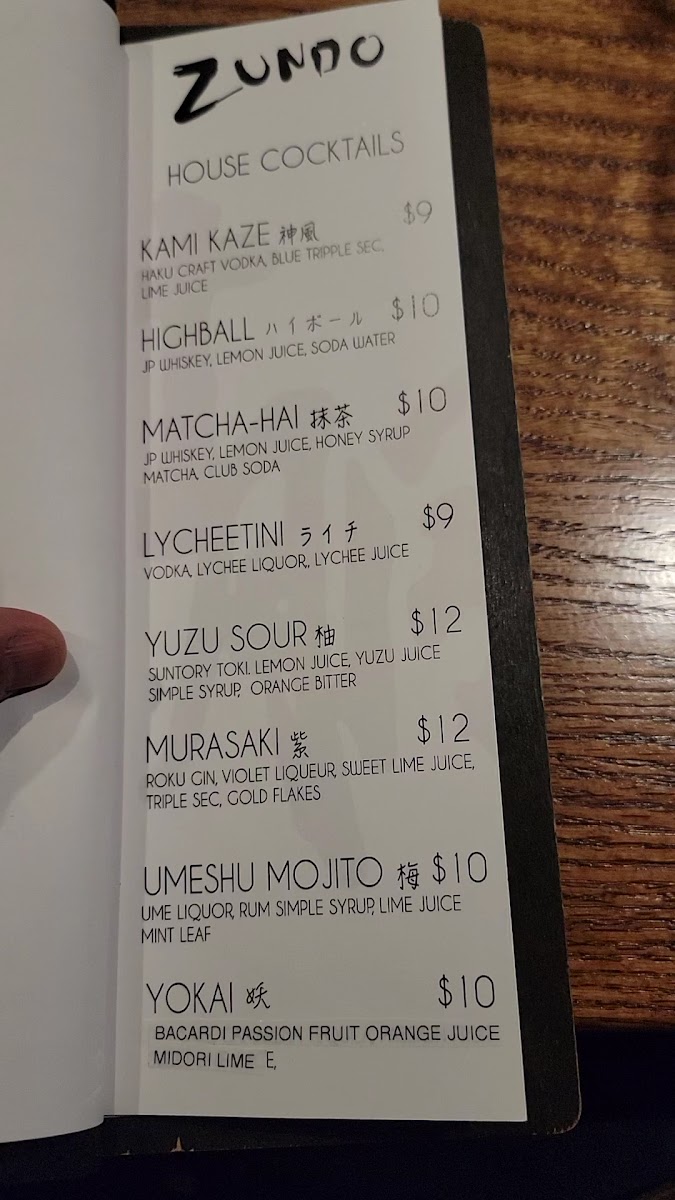 ZUNDO
HOUSE COCKTAILS
KAMI KAZE 神風 $9
HAKU CRAFT VODKA, BLUE TRIPPLE SEC,
LIME JUICE
HIGHBALL ハイボール $10
JP WHISKEY, LEMON JUICE, SODA WATER
MATCHA-HAI 抹茶 $10
JP WHISKEY, LEMON JUICE, HONEY SYRUP
MATCHA, CLUB SODA
LYCHEETINI ライチ $9
VODKA, LYCHEE LIQUOR,, LYCHEE JUICE
YUZU SOUR 柚 $12
SUNTORY TOKI. LEMON JUICE, YUZU JUICE
SIMPLE SYRUP, ORANGE BITTER
MURASAKI 紫 $12
ROKU GIN, VIOLET LIQUEUR, SWEET LIME JUICE,
TRIPLE SEC, GOLD FLAKES
UMESHU MOJITO 梅 $10
UME LIQUOR, RUM SIMPLE SYRUP, LIME JUICE
MINT LEAF
YOKAI 妖 $10
BACARDI PASSION FRUIT ORANGE JUICE
MIDORI LIME E,